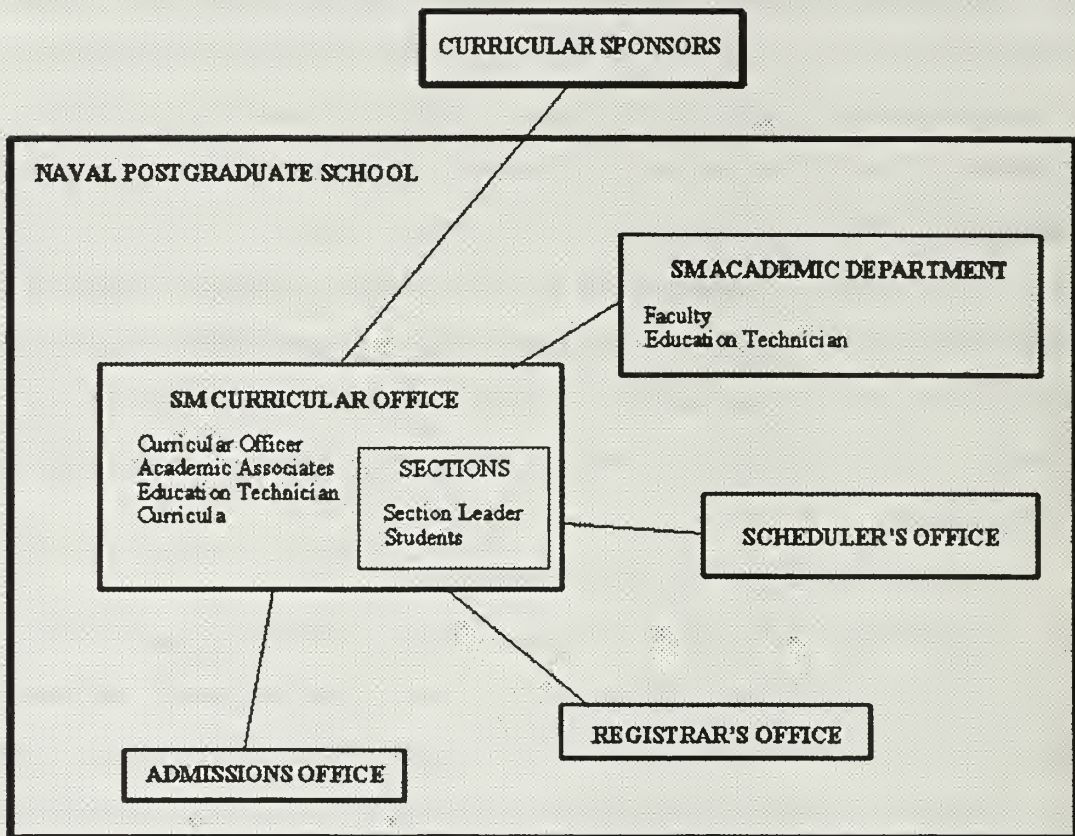 CURRICULAR SPONSORS
NAVAL POSTGRADUATE SCHOOL
SM ACADEMIC DEPARTMENT
Faculty
Education Technician
SM CURRICULAR OFFICE
Curricular Officer
Academic Associates
Education Technician
Curricula
SECTIONS
Section Leader
Students
SCHEDULER'S OFFICE
REGISTRAR'S OFFICE
ADMISSIONS OFFICE